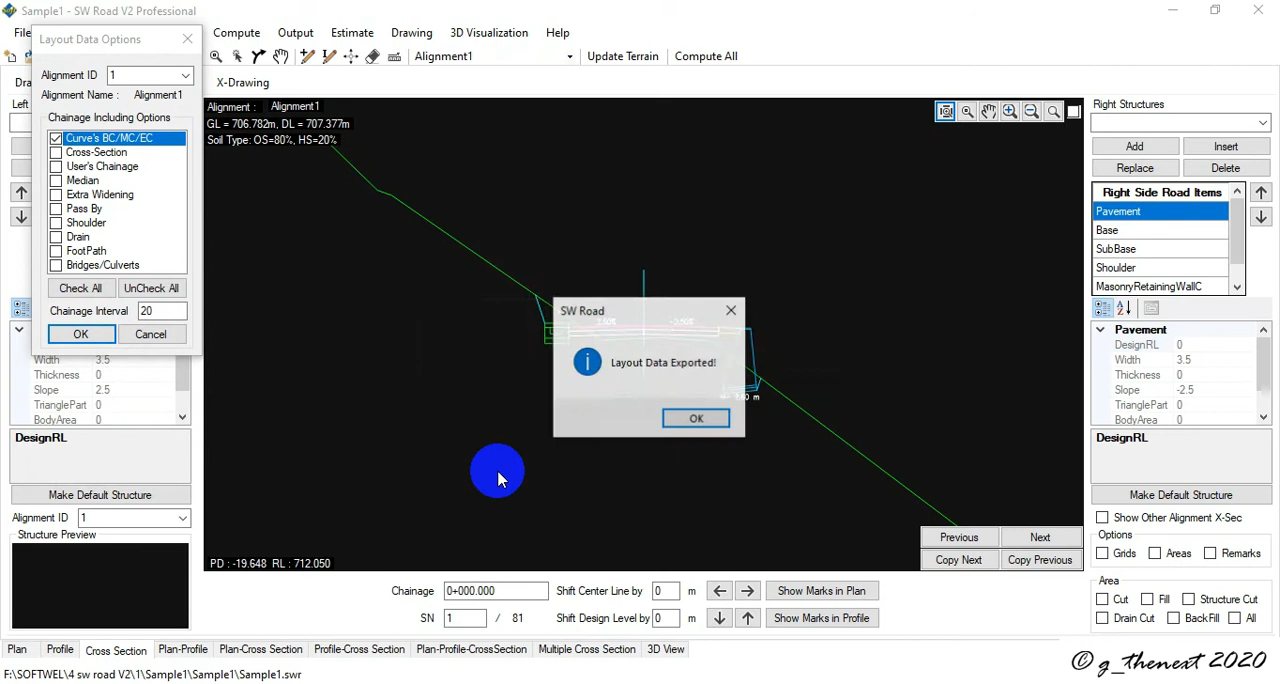 Sample1 - SW Road V2 Professional
File
Compute
Output
Estimate
Drawing
3D Visualization
Help
Layout Data Options
Alignment ID 1
Alignment Name : Alignment1
Chainage Including Options
Curve's BC/MC/EC
Cross-Section
User's Chainage
Median
Extra Widening
Pass By
Shoulder
Drain
FootPath
Bridges/Culverts
Check All
UnCheck All
Chainage Interval 20
OK
Cancel
Alignment1
Update Terrain
Compute All
X-Drawing
Left
Width 3.5
Thickness 0
Slope 2.5
TrianglePart 0
BodyArea 0
DesignRL
Make Default Structure
Alignment ID 1
Structure Preview
Alignment : Alignment1
GL = 706.782m, DL = 707.377m
Soil Type: OS=80%, HS=20%
SW Road
Layout Data Exported!
OK
PD : -19.648 RL : 712.050
Previous
Next
Copy Next
Copy Previous
Right Structures
Add
Insert
Replace
Delete
Right Side Road Items
Pavement
Base
SubBase
Shoulder
MasonryRetainingWallC
Pavement
DesignRL 0
Width 3.5
Thickness 0
Slope -2.5
TrianglePart 0
BodyArea 0
DesignRL
Make Default Structure
Show Other Alignment X-Sec
Options
Grids
Areas
Remarks
Area
Cut
Fill
Structure Cut
Drain Cut
BackFill
All
Chainage 0+000.000
Shift Center Line by 0 m
Show Marks in Plan
SN 1 / 81
Shift Design Level by 0 m
Show Marks in Profile
Plan
Profile
Cross Section
Plan-Profile
Plan-Cross Section
Profile-Cross Section
Plan-Profile-CrossSection
Multiple Cross Section
3D View
F:\SOFTWEL\4 sw road V2\1\Sample1\Sample1\Sample1.swr
© g_thenext 2020